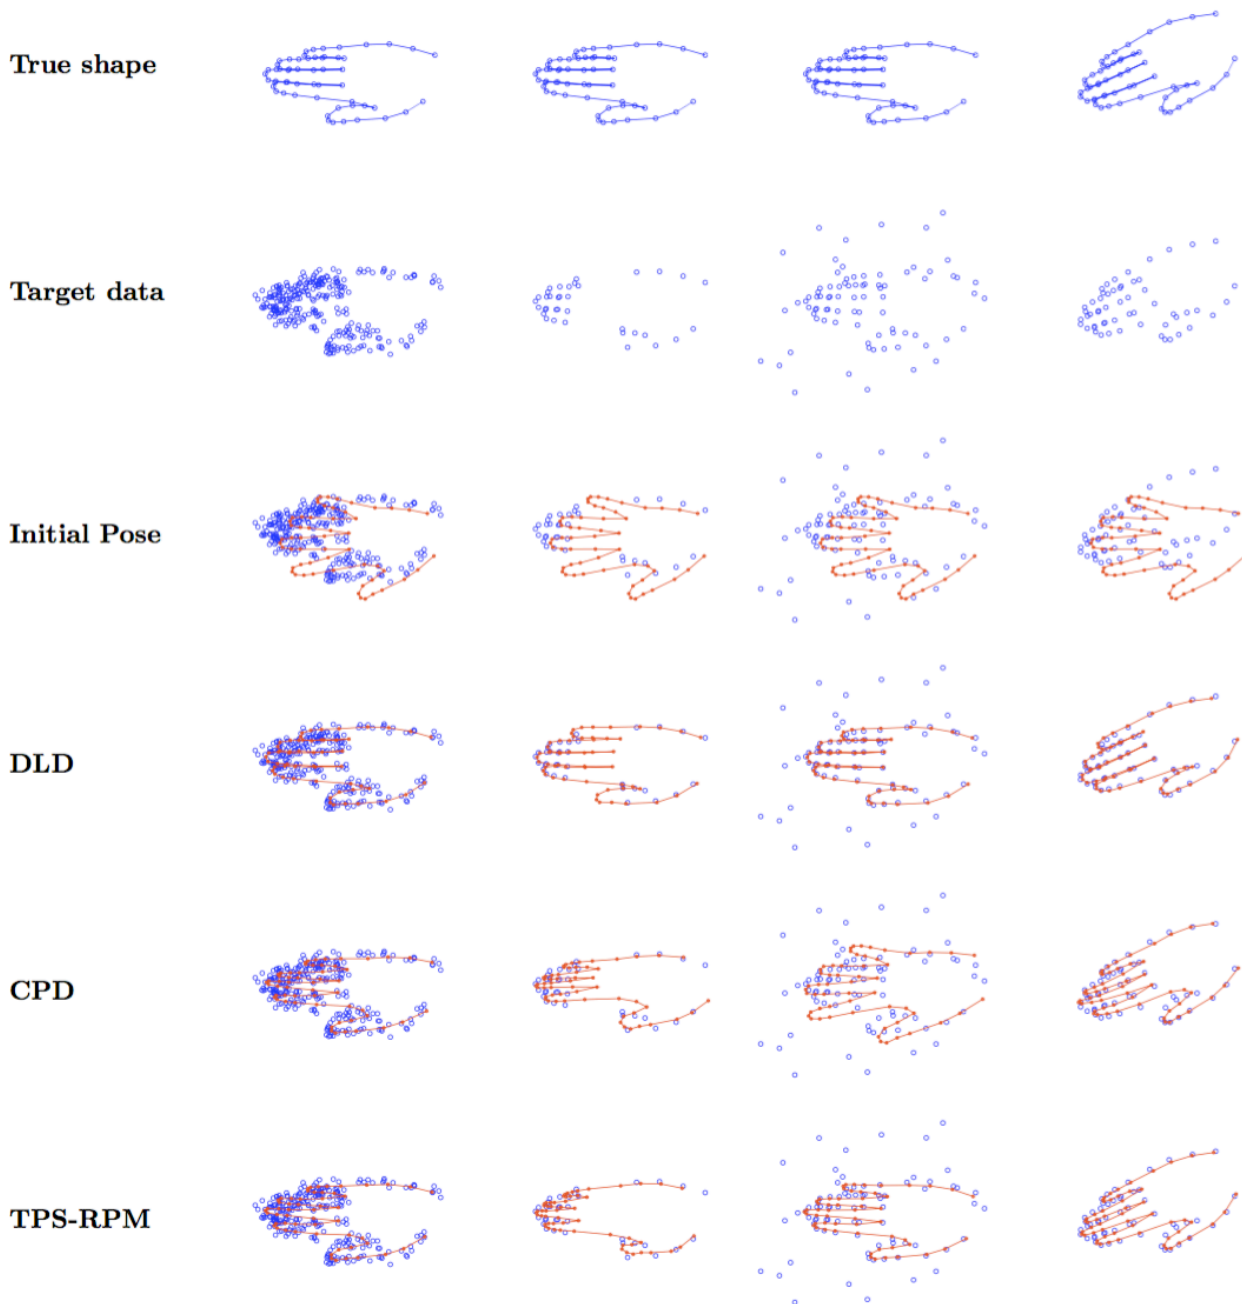 True shape
Target data
Initial Pose
DLD
CPD
TPS-RPM